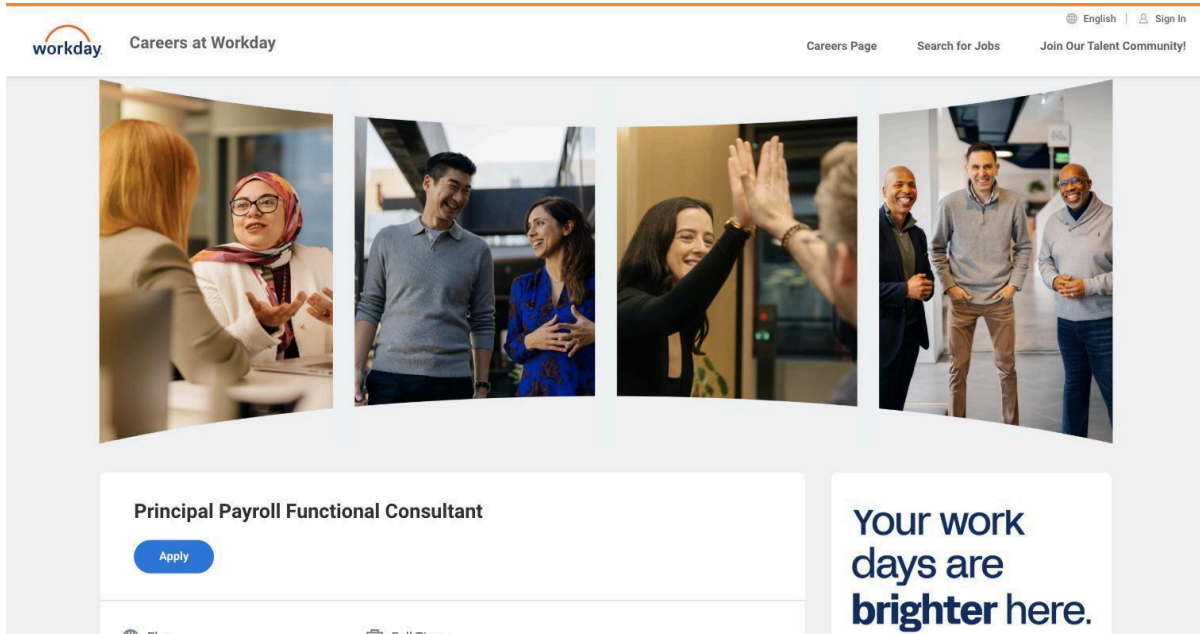 English | Sign In
workday.
Careers at Workday
Careers Page Search for Jobs Join Our Talent Community!
Principal Payroll Functional Consultant
Apply
Your work
days are
brighter here.